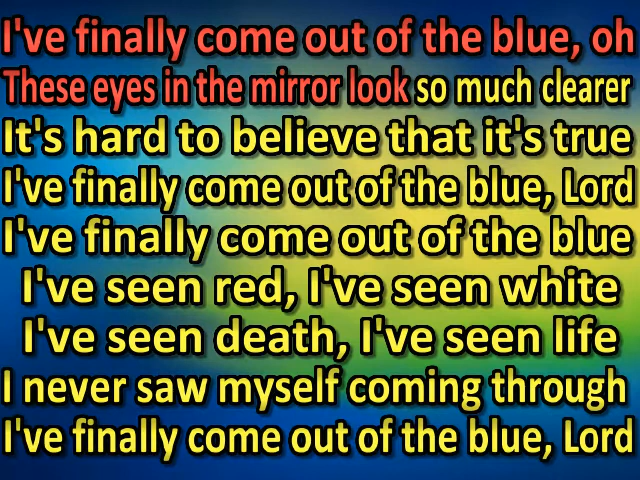 I've finally come out of the blue, oh
These eyes in the mirror look so much clearer
It's hard to believe that it's true
I've finally come out of the blue, Lord
I've finally come out of the blue
I've seen red, I've seen white
I've seen death, I've seen life
I never saw myself coming through
I've finally come out of the blue, Lord